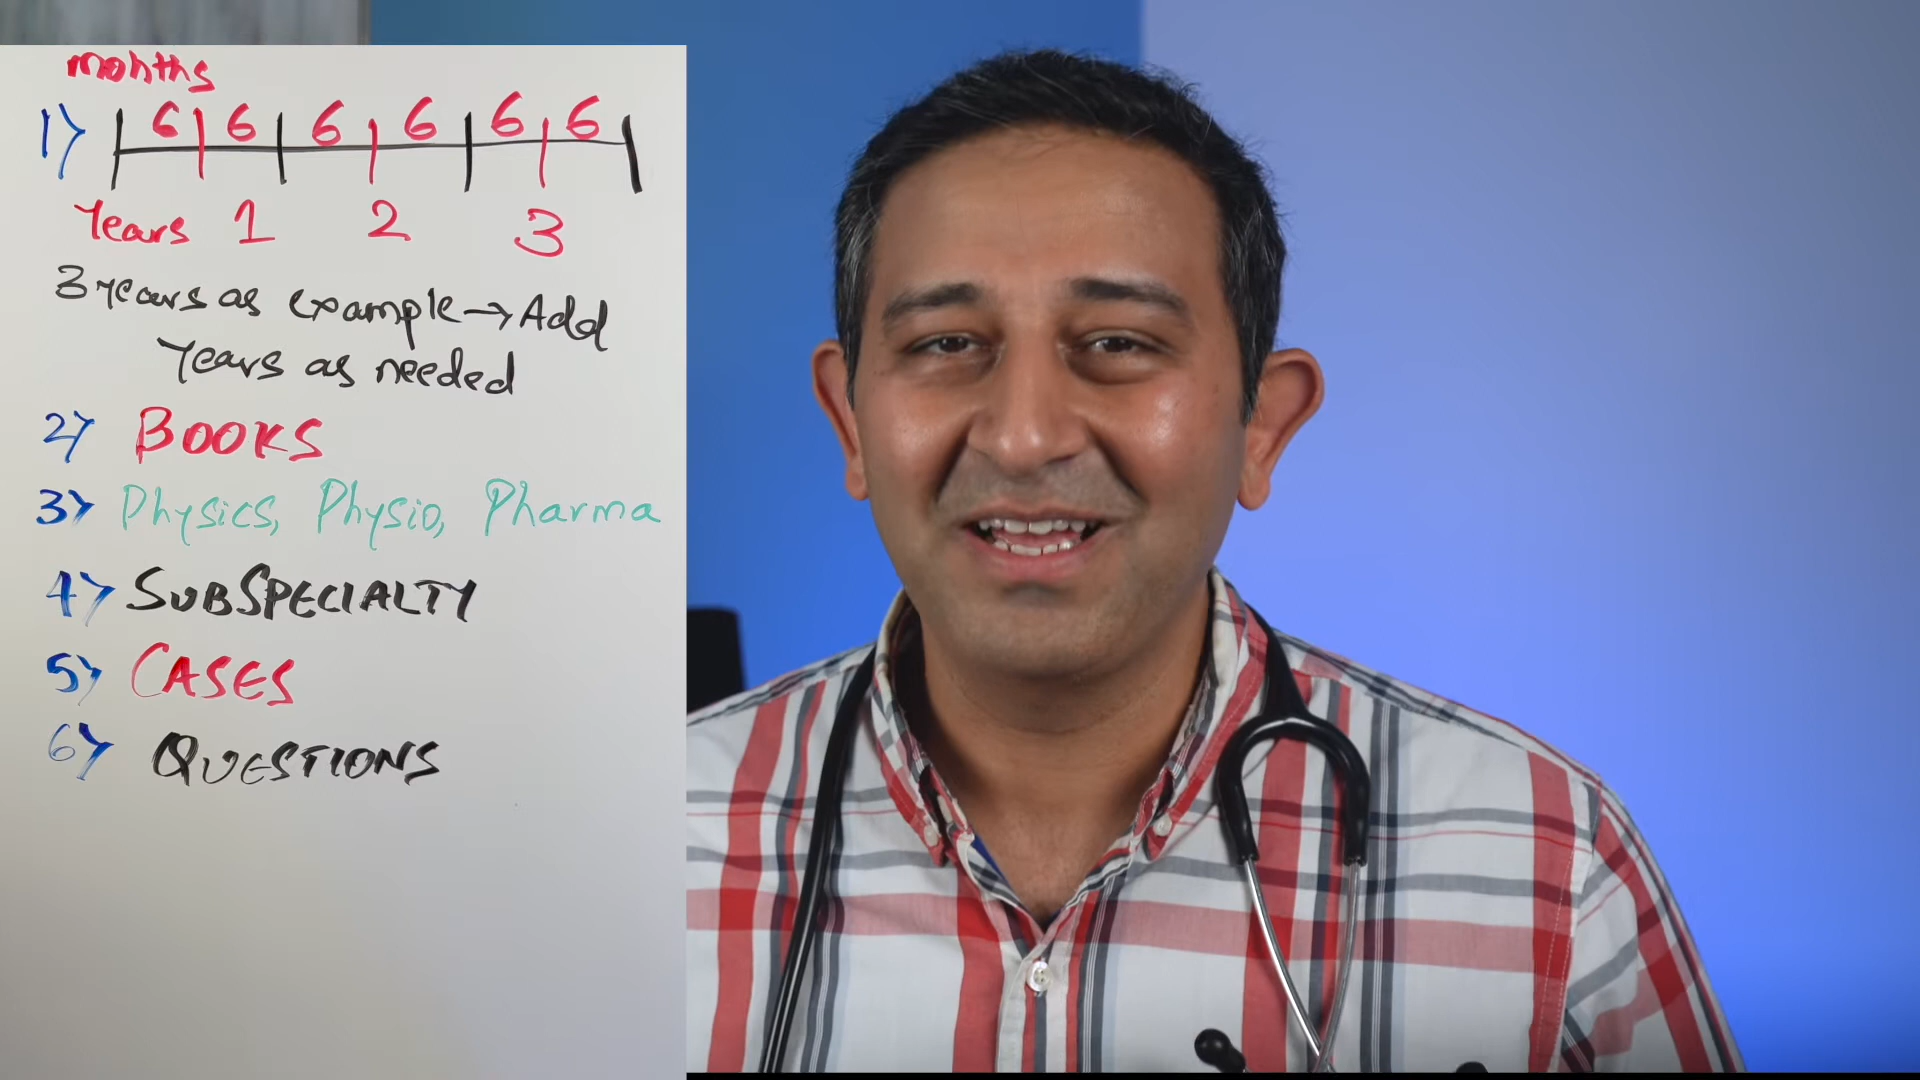 months
1) 6 6 6 6 6 6
Years 1 2 3
3 years as example → Add
Years as needed
2) BOOKS
3) Physics, Physio, Pharma
4) SUBSPECIALTY
5) CASES
6) QUESTIONS